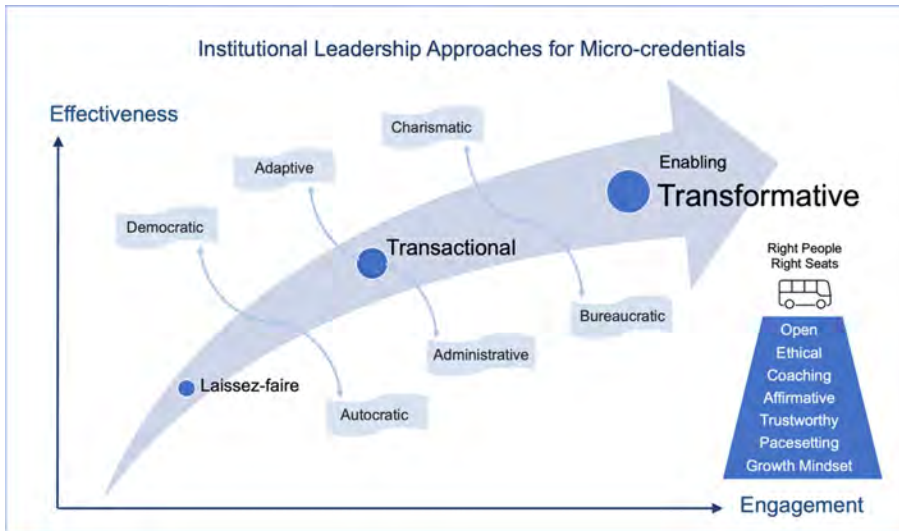 Institutional Leadership Approaches for Micro-credentials
Effectiveness
Charismatic
Adaptive
Enabling
Transformative
Democratic
Transactional
Right People
Right Seats
Bureaucratic
Open
Administrative
Ethical
Laissez-faire
Coaching
Affirmative
Autocratic
Trustworthy
Pacesetting
Growth Mindset
Engagement